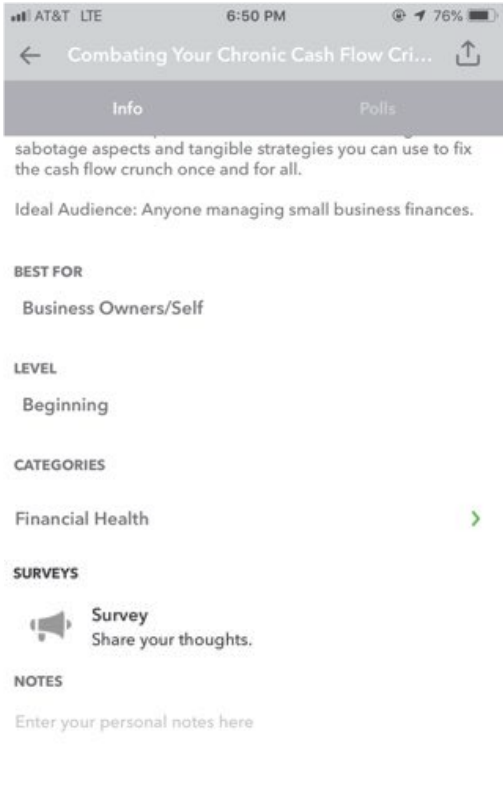 AT&T LTE 6:50 PM 76%
Combating Your Chronic Cash Flow Cri...
Info Polls
sabotage aspects and tangible strategies you can use to fix
the cash flow crunch once and for all.
Ideal Audience: Anyone managing small business finances.
BEST FOR
Business Owners/Self
LEVEL
Beginning
CATEGORIES
Financial Health
SURVEYS
Survey
Share your thoughts.
NOTES
Enter your personal notes here